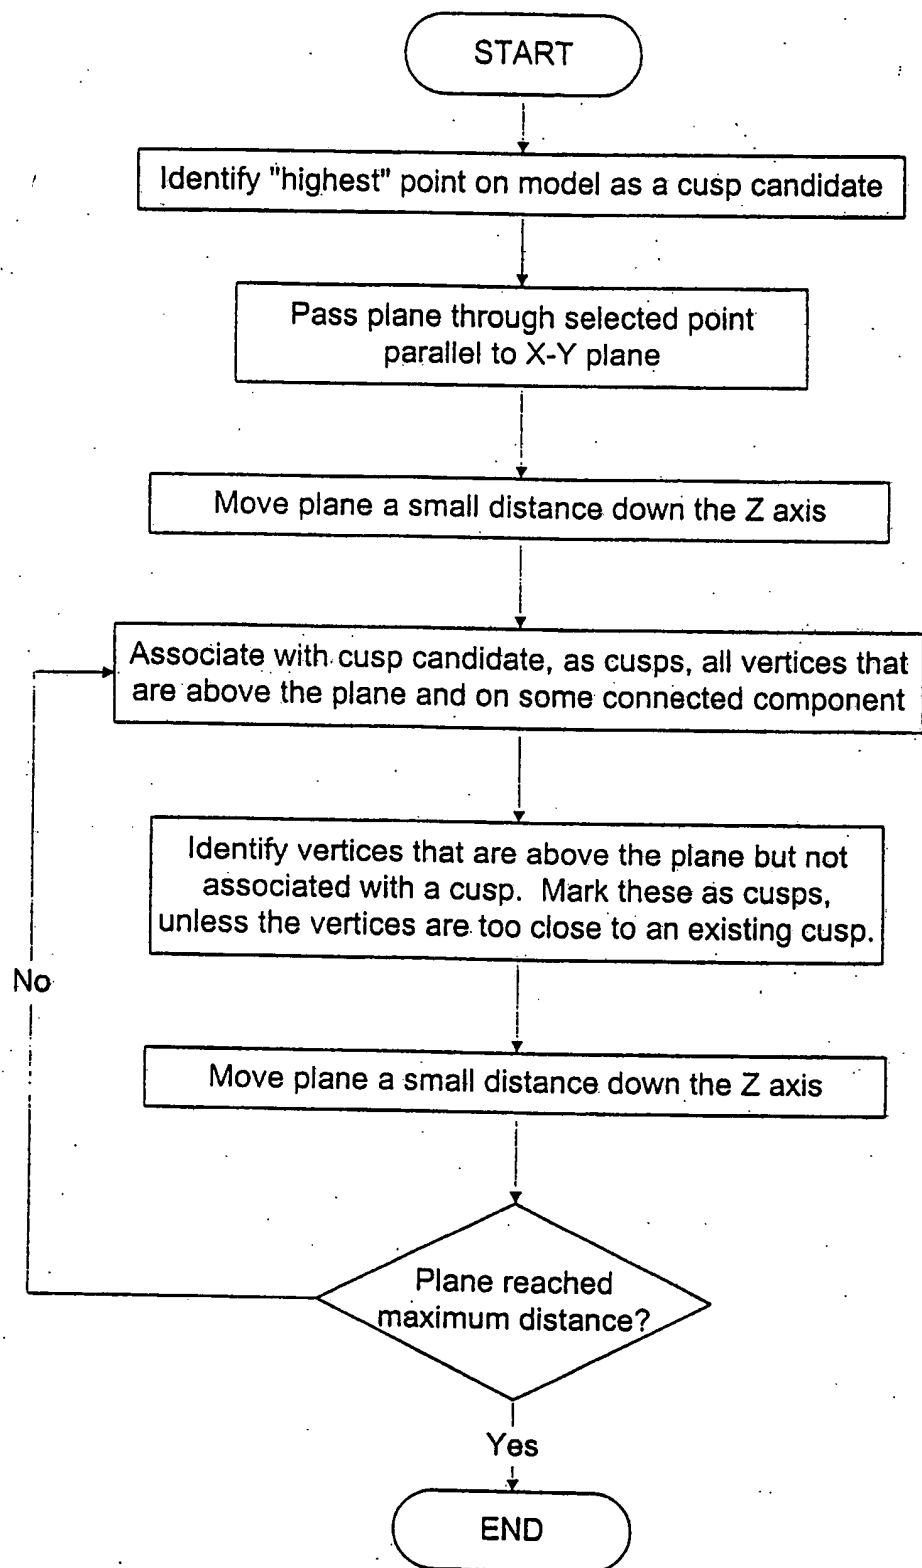 START
Identify "highest" point on model as a cusp candidate
Pass plane through selected point
parallel to X-Y plane
Move plane a small distance down the Z axis
Associate with cusp candidate, as cusps, all vertices that
are above the plane and on some connected component
Identify vertices that are above the plane but not
associated with a cusp. Mark these as cusps,
unless the vertices are too close to an existing cusp.
No
Move plane a small distance down the Z axis
Plane reached
maximum distance?
Yes
END